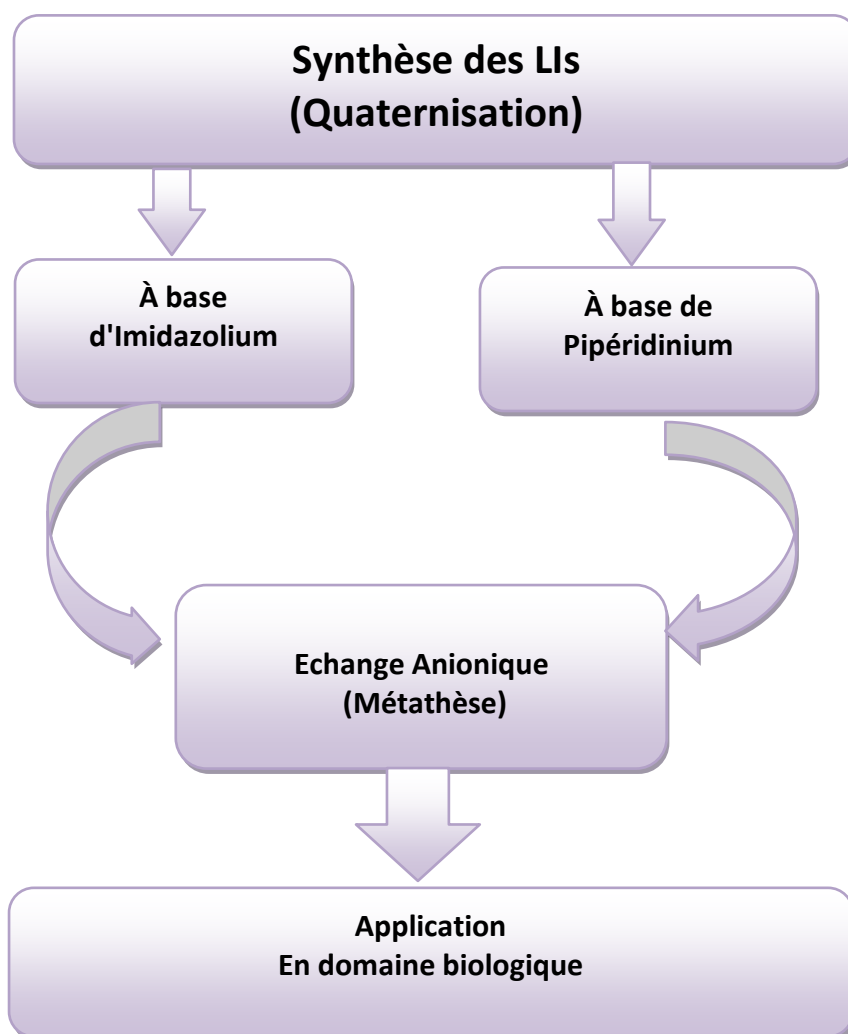 Synthèse des LIs
(Quaternisation)
À base
d'Imidazolium
À base de
Pipéridinium
Echange Anionique
(Métathèse)
Application
En domaine biologique